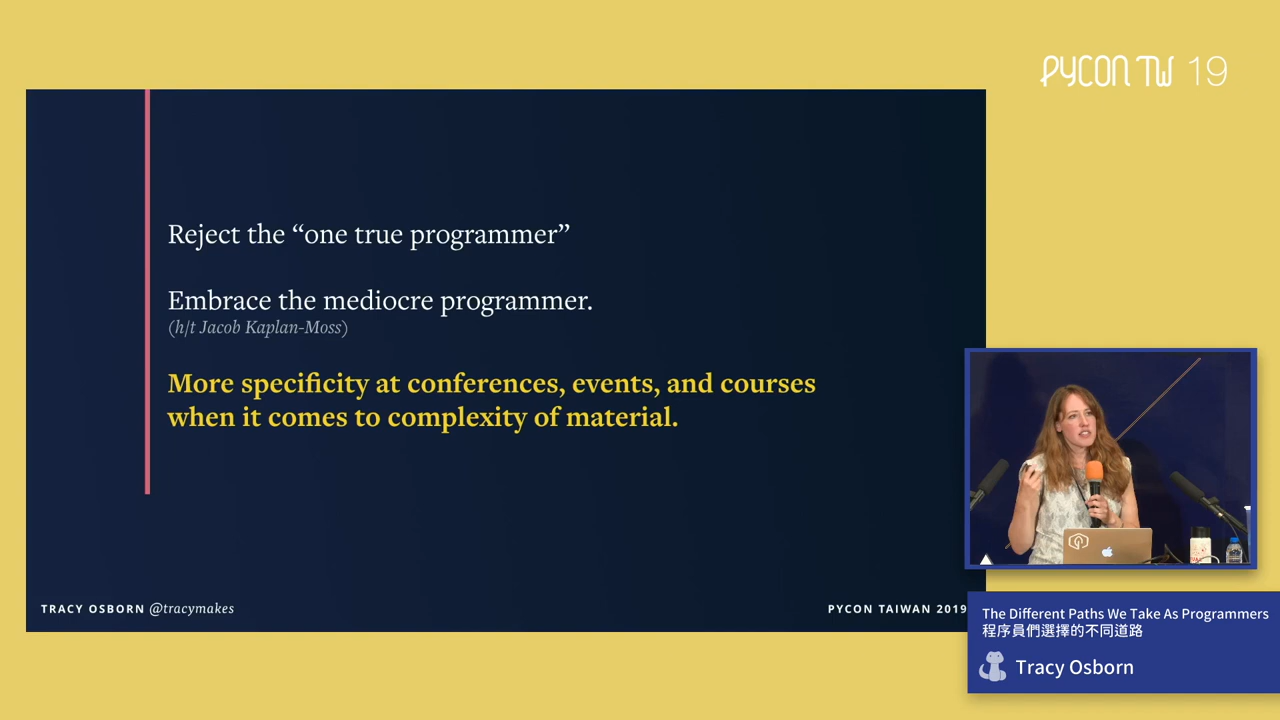 PYCON TW 19
Reject the “one true programmer”
Embrace the mediocre programmer.
(h/t Jacob Kaplan-Moss)
More specificity at conferences, events, and courses
when it comes to complexity of material.
TRACY OSBORN @tracymakes
PYCON TAIWAN 2019
The Different Paths We Take As Programmers
程序員們選擇的不同道路
Tracy Osborn